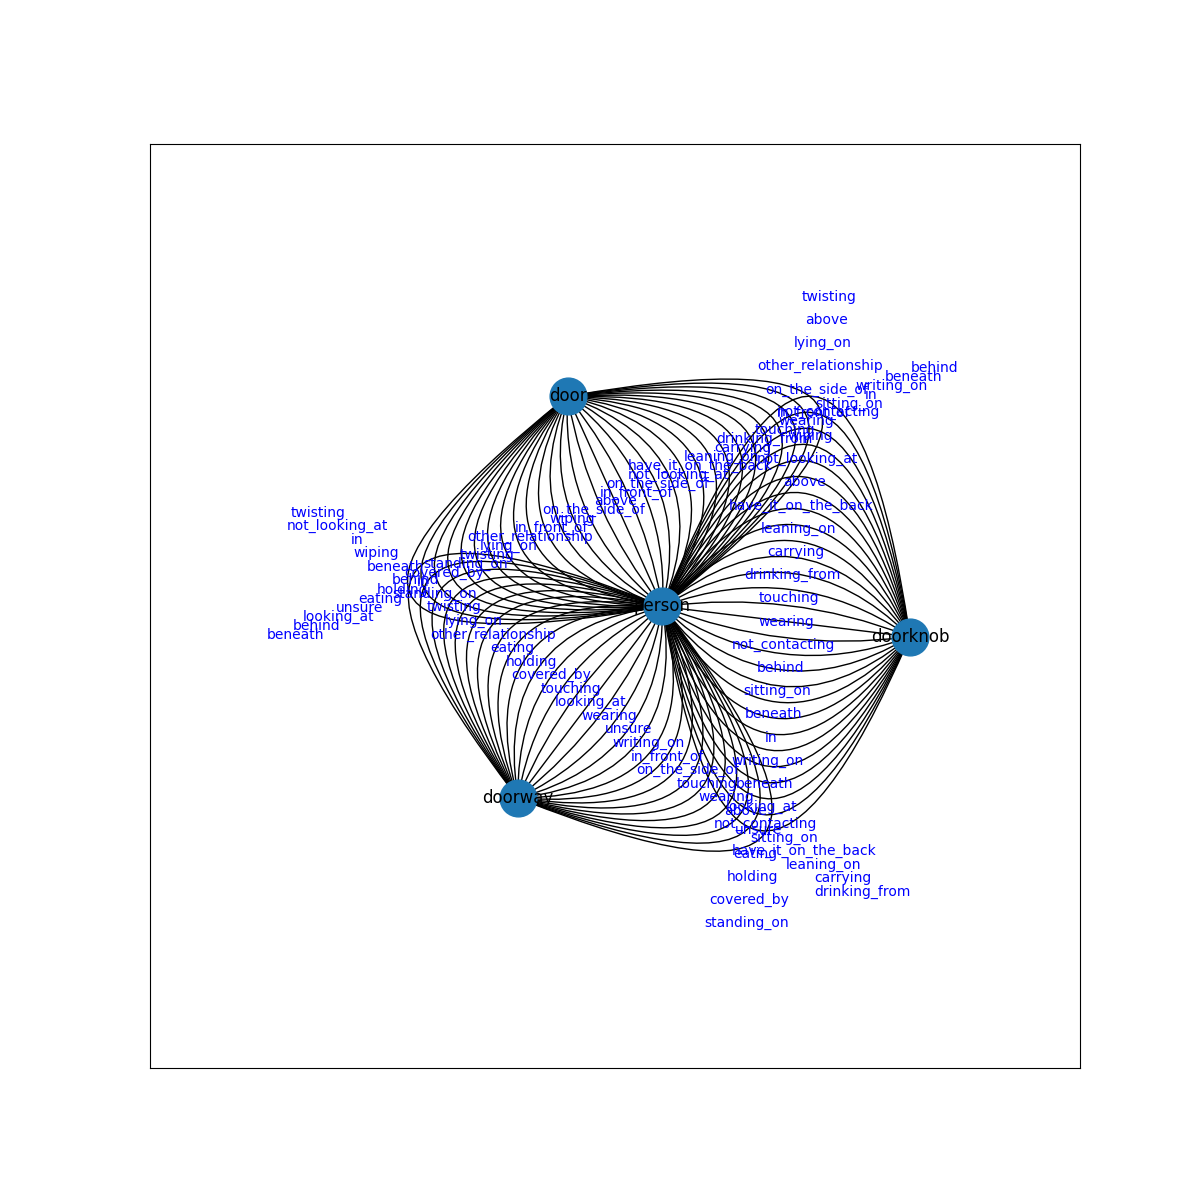 twisting
above
lying_on
other_relationship
behind
beneath
on_the_side_of
writing_on
in
sitting_on
door
not_contacting
wearing
touching
drinking_from
wiping
carrying
leaning_on
not_looking_at
have_it_on_the_back
not_looking_at
above
on_the_side_of
in_front_of
above
have_it_on_the_back
on_the_side_of
twisting
wiping
not_looking_at
in_front_of
leaning_on
in
other_relationship
lying_on
wiping
twisting
carrying
standing_on
beneath
covered_by
drinking_from
behind
holding
standing_on
eating
touching
unsure
twisting
person
looking_at
lying_on
wearing
behind
beneath
other_relationship
doorknob
eating
not_contacting
holding
behind
covered_by
touching
sitting_on
looking_at
wearing
beneath
unsure
in
writing_on
in_front_of
writing_on
on_the_side_of
touching
beneath
doorway
wearing
looking_at
above
not_contacting
unsure
sitting_on
have_it_on_the_back
eating
leaning_on
holding
carrying
drinking_from
covered_by
standing_on